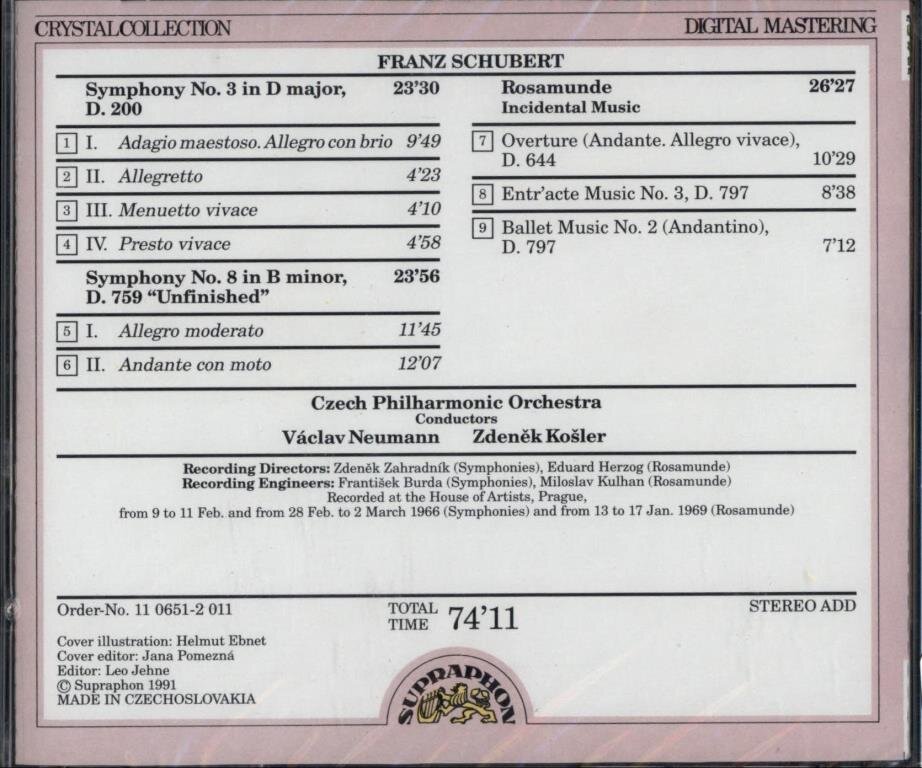 CRYSTALCOLLECTION
DIGITAL MASTERING
FRANZ SCHUBERT
Symphony No. 3 in D major, 23’30
D. 200
1 I. Adagio maestoso. Allegro con brio 9’49
2 II. Allegretto 4’23
3 III. Menuetto vivace 4’10
4 IV. Presto vivace 4’58
Symphony No. 8 in B minor, 23’56
D. 759 “Unfinished”
5 I. Allegro moderato 11’45
6 II. Andante con moto 12’07
Rosamunde 26’27
Incidental Music
7 Overture (Andante. Allegro vivace),
D. 644 10’29
8 Entr’acte Music No. 3, D. 797 8’38
9 Ballet Music No. 2 (Andantino),
D. 797 7’12
Czech Philharmonic Orchestra
Conductors
Václav Neumann Zdeněk Košler
Recording Directors: Zdeněk Zahradník (Symphonies), Eduard Herzog (Rosamunde)
Recording Engineers: František Burda (Symphonies), Miloslav Kulhan (Rosamunde)
Recorded at the House of Artists, Prague,
from 9 to 11 Feb. and from 28 Feb. to 2 March 1966 (Symphonies) and from 13 to 17 Jan. 1969 (Rosamunde)
Order-No. 11 0651-2 011
TOTAL
TIME 74’11
STEREO ADD
Cover illustration: Helmut Ebnet
Cover editor: Jana Pomezná
Editor: Leo Jehne
© Supraphon 1991
MADE IN CZECHOSLOVAKIA
SUPRAPHON